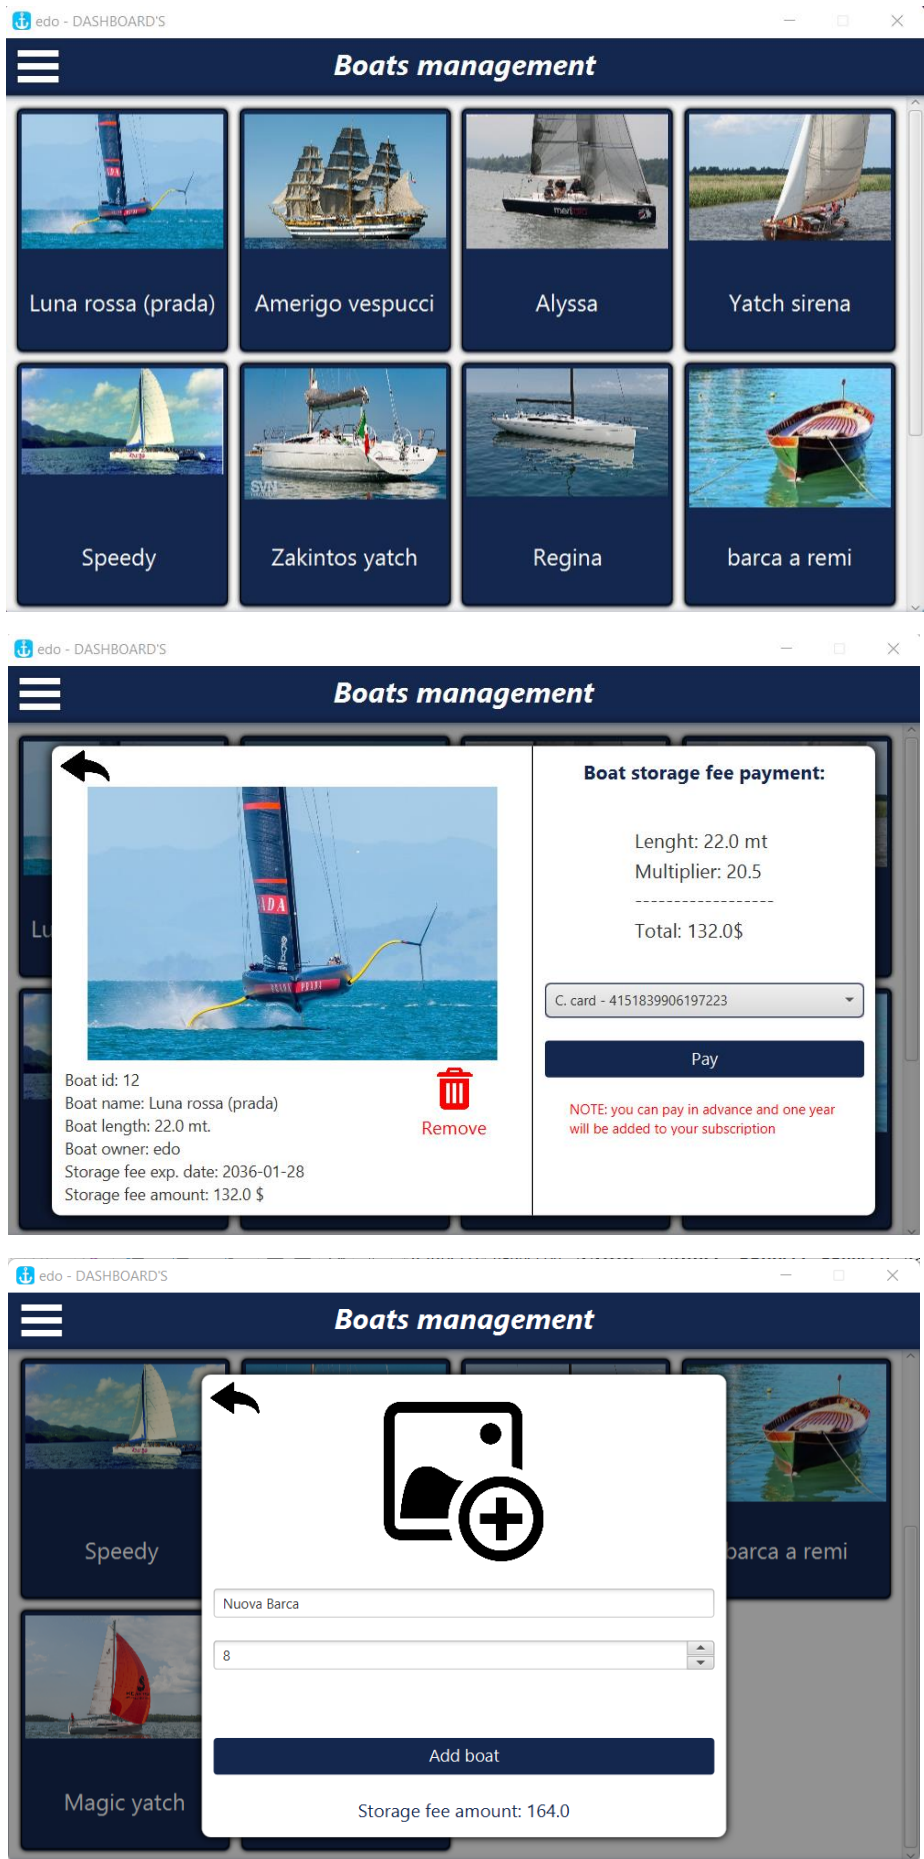 edo - DASHBOARD'S
Boats management
Luna rossa (prada)
Amerigo vespucci
Alyssa
Yatch sirena
Speedy
Zakintos yatch
Regina
barca a remi
edo - DASHBOARD'S
Boats management
Boat storage fee payment:
Lenght: 22.0 mt
Multiplier: 20.5
------------------
Total: 132.0$
C. card - 4151839906197223
Pay
NOTE: you can pay in advance and one year
will be added to your subscription
Boat id: 12
Boat name: Luna rossa (prada)
Boat length: 22.0 mt.
Boat owner: edo
Storage fee exp. date: 2036-01-28
Storage fee amount: 132.0 $
Remove
edo - DASHBOARD'S
Boats management
Speedy
barca a remi
Nuova Barca
8
Add boat
Storage fee amount: 164.0
Magic yatch